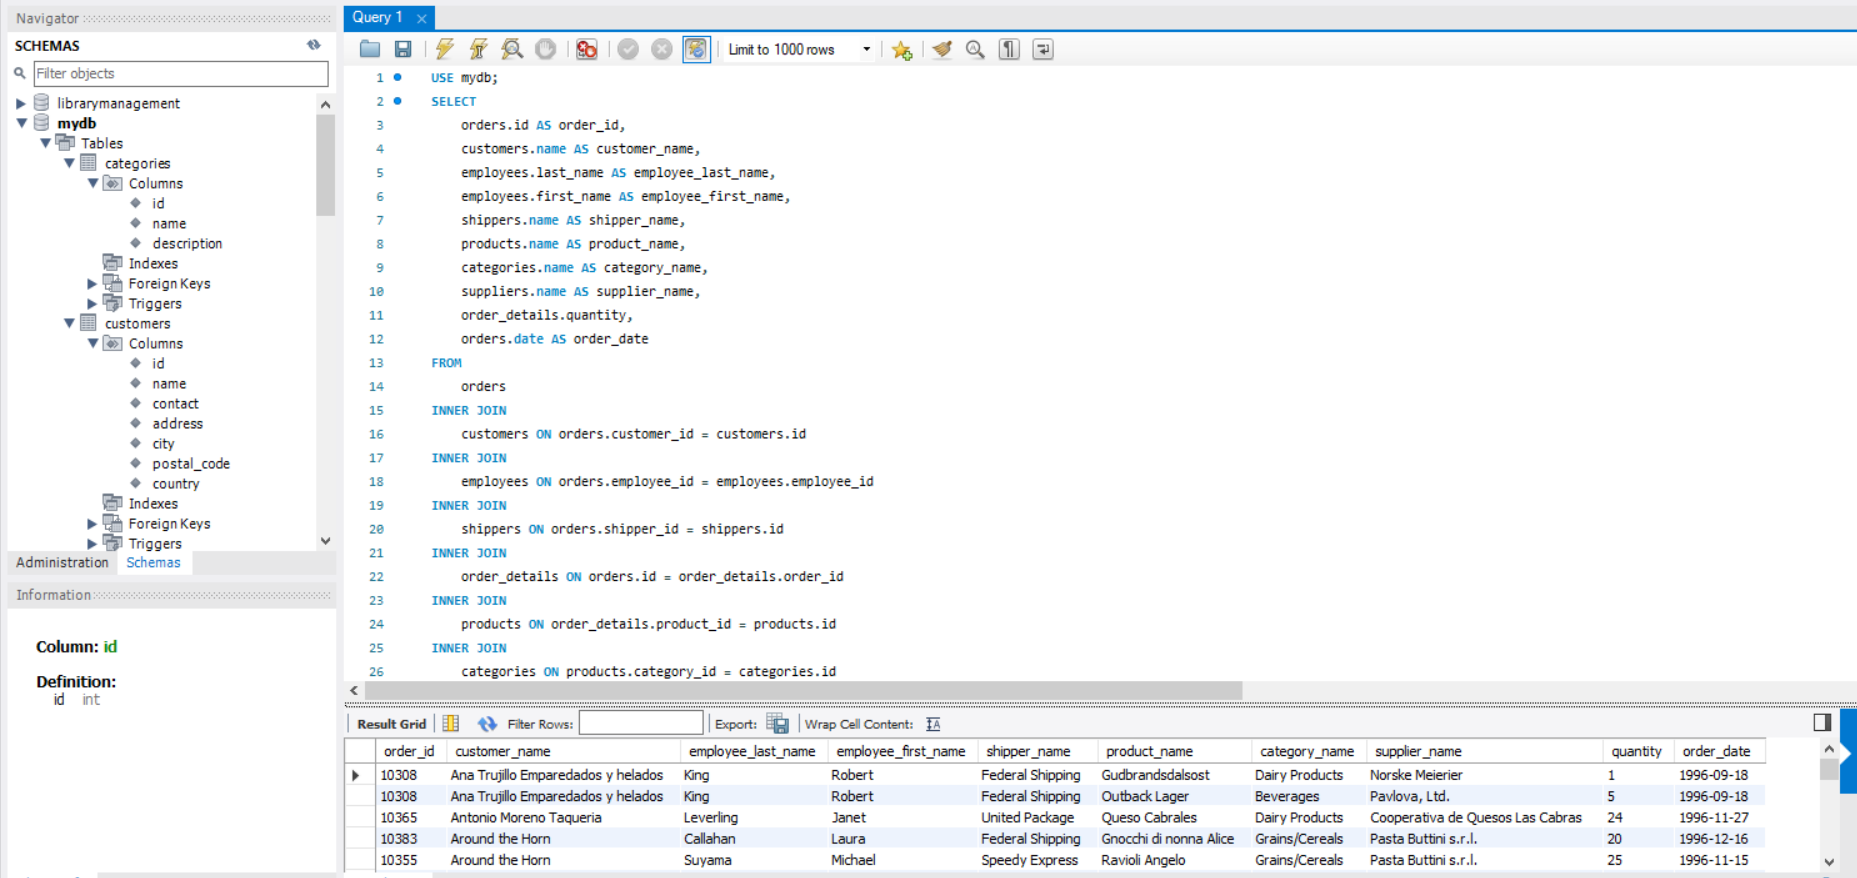 Navigator
SCHEMAS
Filter objects
librarymanagement
mydb
Tables
categories
Columns
id
name
description
Indexes
Foreign Keys
Triggers
customers
Columns
id
name
contact
address
city
postal_code
country
Indexes
Foreign Keys
Triggers
Administration Schemas
Information
Column: id
Definition:
id int
Query 1
Limit to 1000 rows
1 USE mydb;
2 SELECT
3 orders.id AS order_id,
4 customers.name AS customer_name,
5 employees.last_name AS employee_last_name,
6 employees.first_name AS employee_first_name,
7 shippers.name AS shipper_name,
8 products.name AS product_name,
9 categories.name AS category_name,
10 suppliers.name AS supplier_name,
11 order_details.quantity,
12 orders.date AS order_date
13 FROM
14 orders
15 INNER JOIN
16 customers ON orders.customer_id = customers.id
17 INNER JOIN
18 employees ON orders.employee_id = employees.employee_id
19 INNER JOIN
20 shippers ON orders.shipper_id = shippers.id
21 INNER JOIN
22 order_details ON orders.id = order_details.order_id
23 INNER JOIN
24 products ON order_details.product_id = products.id
25 INNER JOIN
26 categories ON products.category_id = categories.id
Result Grid Filter Rows: Export: Wrap Cell Content:
order_id customer_name employee_last_name employee_first_name shipper_name product_name category_name supplier_name quantity order_date
10308 Ana Trujillo Emparedados y helados King Robert Federal Shipping Gudbrandsdalsost Dairy Products Norske Meierier 1 1996-09-18
10308 Ana Trujillo Emparedados y helados King Robert Federal Shipping Outback Lager Beverages Pavlova, Ltd. 5 1996-09-18
10365 Antonio Moreno Taqueria Leverling Janet United Package Queso Cabrales Dairy Products Cooperativa de Quesos Las Cabras 24 1996-11-27
10383 Around the Horn Callahan Laura Federal Shipping Gnocchi di nonna Alice Grains/Cereals Pasta Buttini s.r.l. 20 1996-12-16
10355 Around the Horn Suyama Michael Speedy Express Ravioli Angelo Grains/Cereals Pasta Buttini s.r.l. 25 1996-11-15